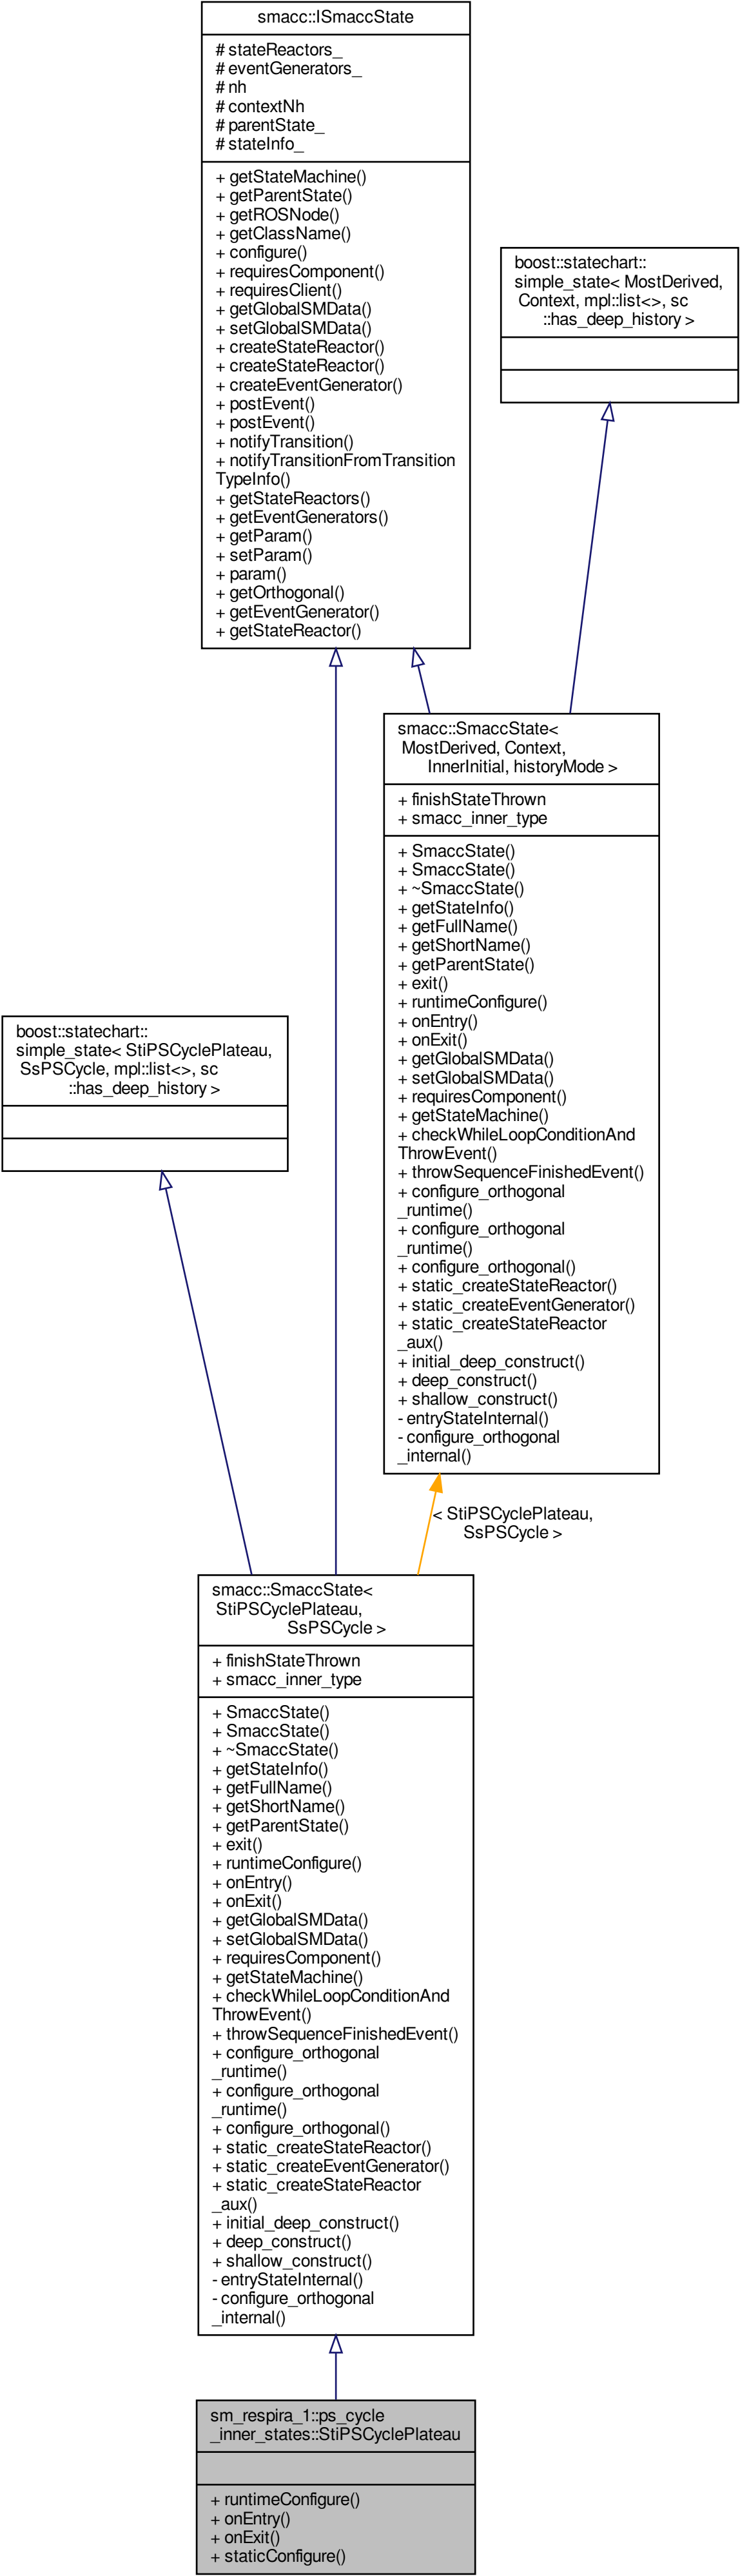 smacc::ISmaccState
# stateReactors_
# eventGenerators_
# nh
# contextNh
# parentState_
# stateInfo_
+ getStateMachine()
+ getParentState()
+ getROSNode()
+ getClassName()
+ configure()
+ requiresComponent()
+ requiresClient()
+ getGlobalSMData()
+ setGlobalSMData()
+ createStateReactor()
+ createStateReactor()
+ createEventGenerator()
+ postEvent()
+ postEvent()
+ notifyTransition()
+ notifyTransitionFromTransition
TypeInfo()
+ getStateReactors()
+ getEventGenerators()
+ getParam()
+ setParam()
+ param()
+ getOrthogonal()
+ getEventGenerator()
+ getStateReactor()
boost::statechart::
simple_state< MostDerived,
Context, mpl::list<>, sc
::has_deep_history >
smacc::SmaccState<
MostDerived, Context,
InnerInitial, historyMode >
+ finishStateThrown
+ smacc_inner_type
+ SmaccState()
+ SmaccState()
+ ~SmaccState()
+ getStateInfo()
+ getFullName()
+ getShortName()
+ getParentState()
+ exit()
+ runtimeConfigure()
+ onEntry()
+ onExit()
+ getGlobalSMData()
+ setGlobalSMData()
+ requiresComponent()
+ getStateMachine()
+ checkWhileLoopConditionAnd
ThrowEvent()
+ throwSequenceFinishedEvent()
+ configure_orthogonal
_runtime()
+ configure_orthogonal
_runtime()
+ configure_orthogonal()
+ static_createStateReactor()
+ static_createEventGenerator()
+ static_createStateReactor
_aux()
+ initial_deep_construct()
+ deep_construct()
+ shallow_construct()
- entryStateInternal()
- configure_orthogonal
_internal()
boost::statechart::
simple_state< StiPSCyclePlateau,
SsPSCycle, mpl::list<>, sc
::has_deep_history >
< StiPSCyclePlateau,
SsPSCycle >
smacc::SmaccState<
StiPSCyclePlateau,
SsPSCycle >
+ finishStateThrown
+ smacc_inner_type
+ SmaccState()
+ SmaccState()
+ ~SmaccState()
+ getStateInfo()
+ getFullName()
+ getShortName()
+ getParentState()
+ exit()
+ runtimeConfigure()
+ onEntry()
+ onExit()
+ getGlobalSMData()
+ setGlobalSMData()
+ requiresComponent()
+ getStateMachine()
+ checkWhileLoopConditionAnd
ThrowEvent()
+ throwSequenceFinishedEvent()
+ configure_orthogonal
_runtime()
+ configure_orthogonal
_runtime()
+ configure_orthogonal()
+ static_createStateReactor()
+ static_createEventGenerator()
+ static_createStateReactor
_aux()
+ initial_deep_construct()
+ deep_construct()
+ shallow_construct()
- entryStateInternal()
- configure_orthogonal
_internal()
sm_respira_1::ps_cycle
_inner_states::StiPSCyclePlateau
+ runtimeConfigure()
+ onEntry()
+ onExit()
+ staticConfigure()